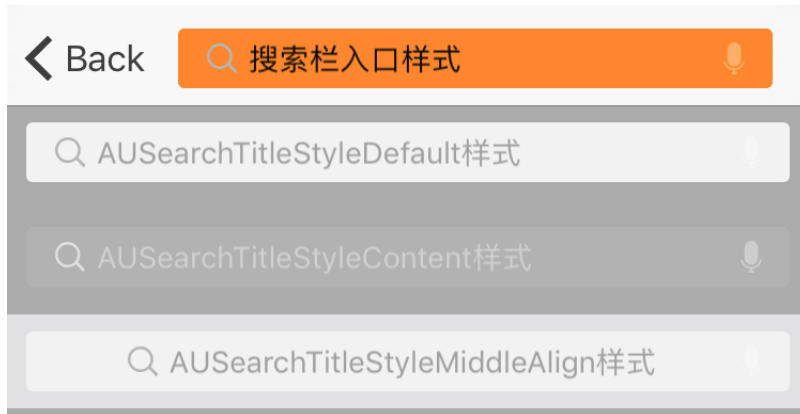 Back 搜索栏入口样式
AUSearchTitleStyleDefault样式
AUSearchTitleStyleContent样式
AUSearchTitleStyleMiddleAlign样式